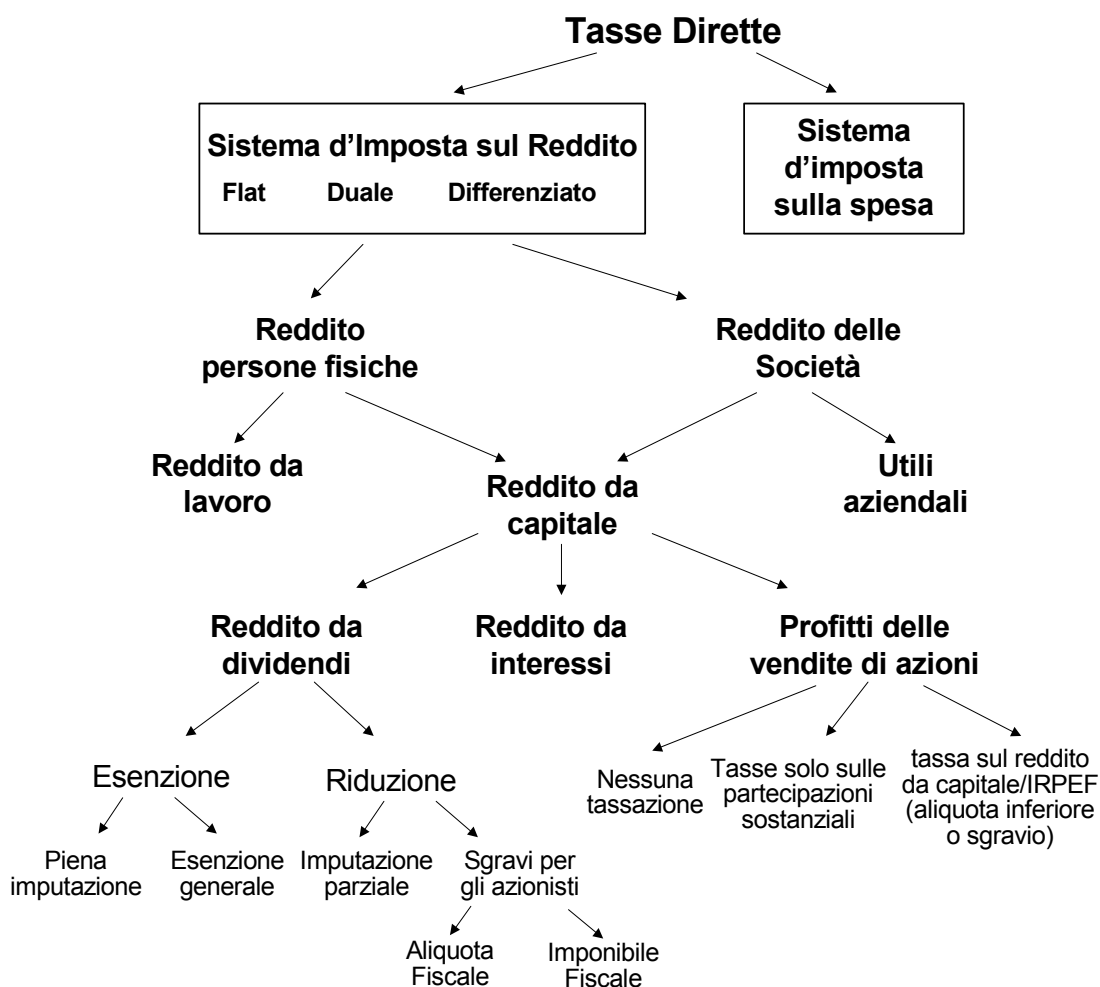 Tasse Dirette
Sistema d’Imposta sul Reddito
Flat Duale Differenziato
Sistema
d’imposta
sulla spesa
Reddito
persone fisiche
Reddito delle
Società
Reddito da
lavoro
Reddito da
capitale
Utili
aziendali
Reddito da
dividendi
Reddito da
interessi
Profitti delle
vendite di azioni
Esenzione
Riduzione
Nessuna
tassazione
Tasse solo sulle
partecipazioni
sostanziali
tassa sul reddito
da capitale/IRPEF
(aliquota inferiore
o sgravio)
Piena
imputazione
Esenzione
generale
Imputazione
parziale
Sgravi per
gli azionisti
Aliquota
Fiscale
Imponibile
Fiscale